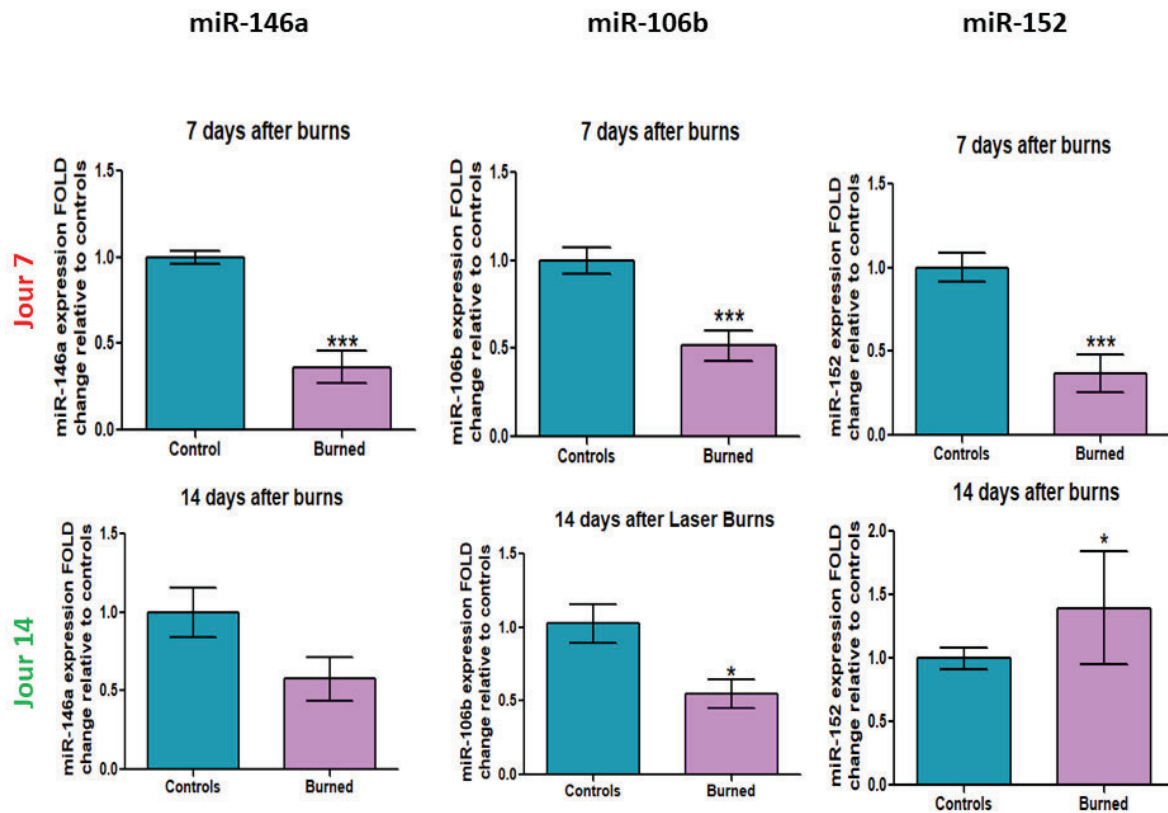 miR-146a
miR-106b
miR-152
Jour 7
7 days after burns
miR-146a expression FOLD
change relative to controls
1.5
1.0
0.5
0.0
***
Control
Burned
7 days after burns
miR-106b expression FOLD
change relative to controls
1.5
1.0
0.5
0.0
***
Controls
Burned
7 days after burns
miR-152 expression FOLD
change relative to controls
1.5
1.0
0.5
0.0
***
Controls
Burned
Jour 14
14 days after burns
miR-146a expression FOLD
change relative to controls
1.5
1.0
0.5
0.0
Controls
Burned
14 days after Laser Burns
miR-106b expression FOLD
change relative to controls
1.5
1.0
0.5
0.0
*
Controls
Burned
14 days after burns
miR-152 expression FOLD
change relative to controls
2.0
1.5
1.0
0.5
0.0
*
Controls
Burned